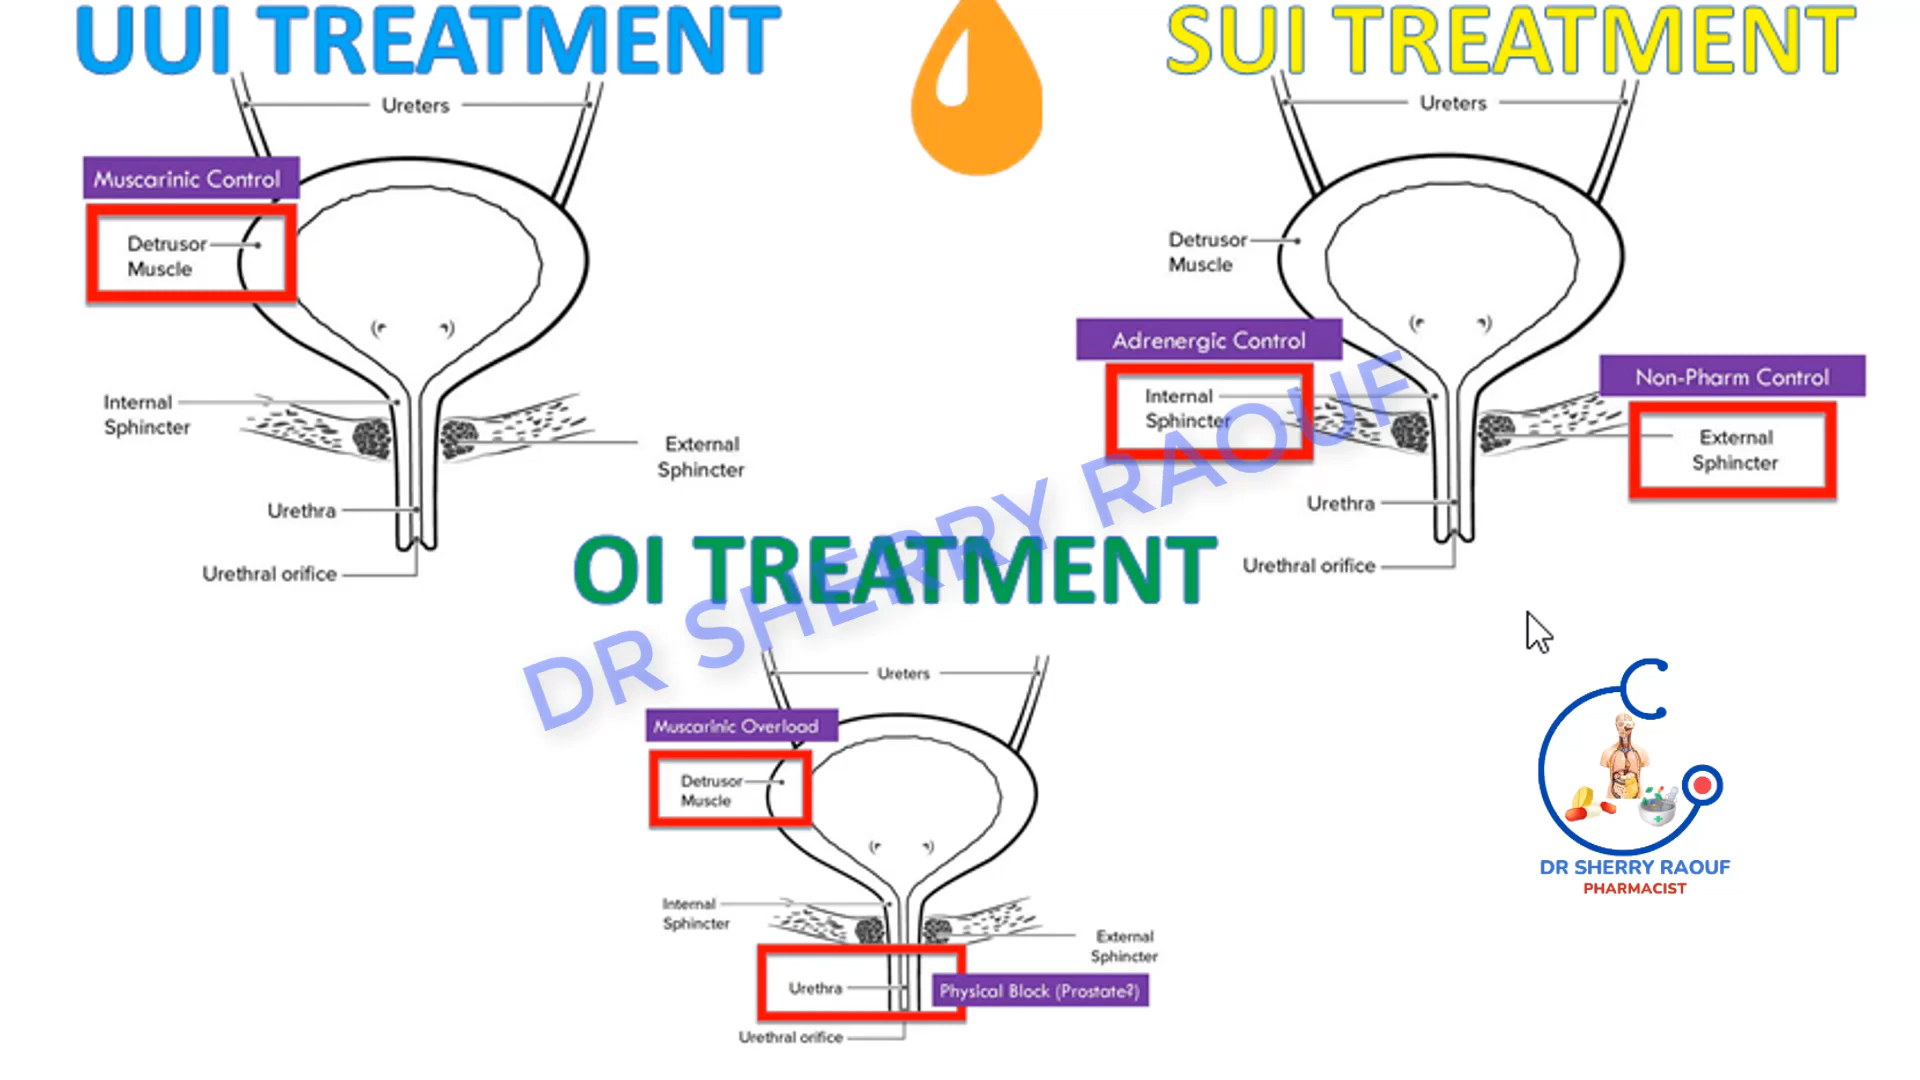 UUI TREATMENT
Ureters
Muscarinic Control
Detrusor
Muscle
Internal
Sphincter
External
Sphincter
Urethra
Urethral orifice
SUI TREATMENT
Ureters
Detrusor
Muscle
Adrenergic Control
Internal
Sphincter
Non-Pharm Control
External
Sphincter
Urethra
Urethral orifice
OI TREATMENT
Ureters
Muscarinic Overload
Detrusor
Muscle
Internal
Sphincter
External
Sphincter
Urethra
Physical Block (Prostate?)
Urethral orifice
DR SHERRY RAOUF
DR SHERRY RAOUF
PHARMACIST